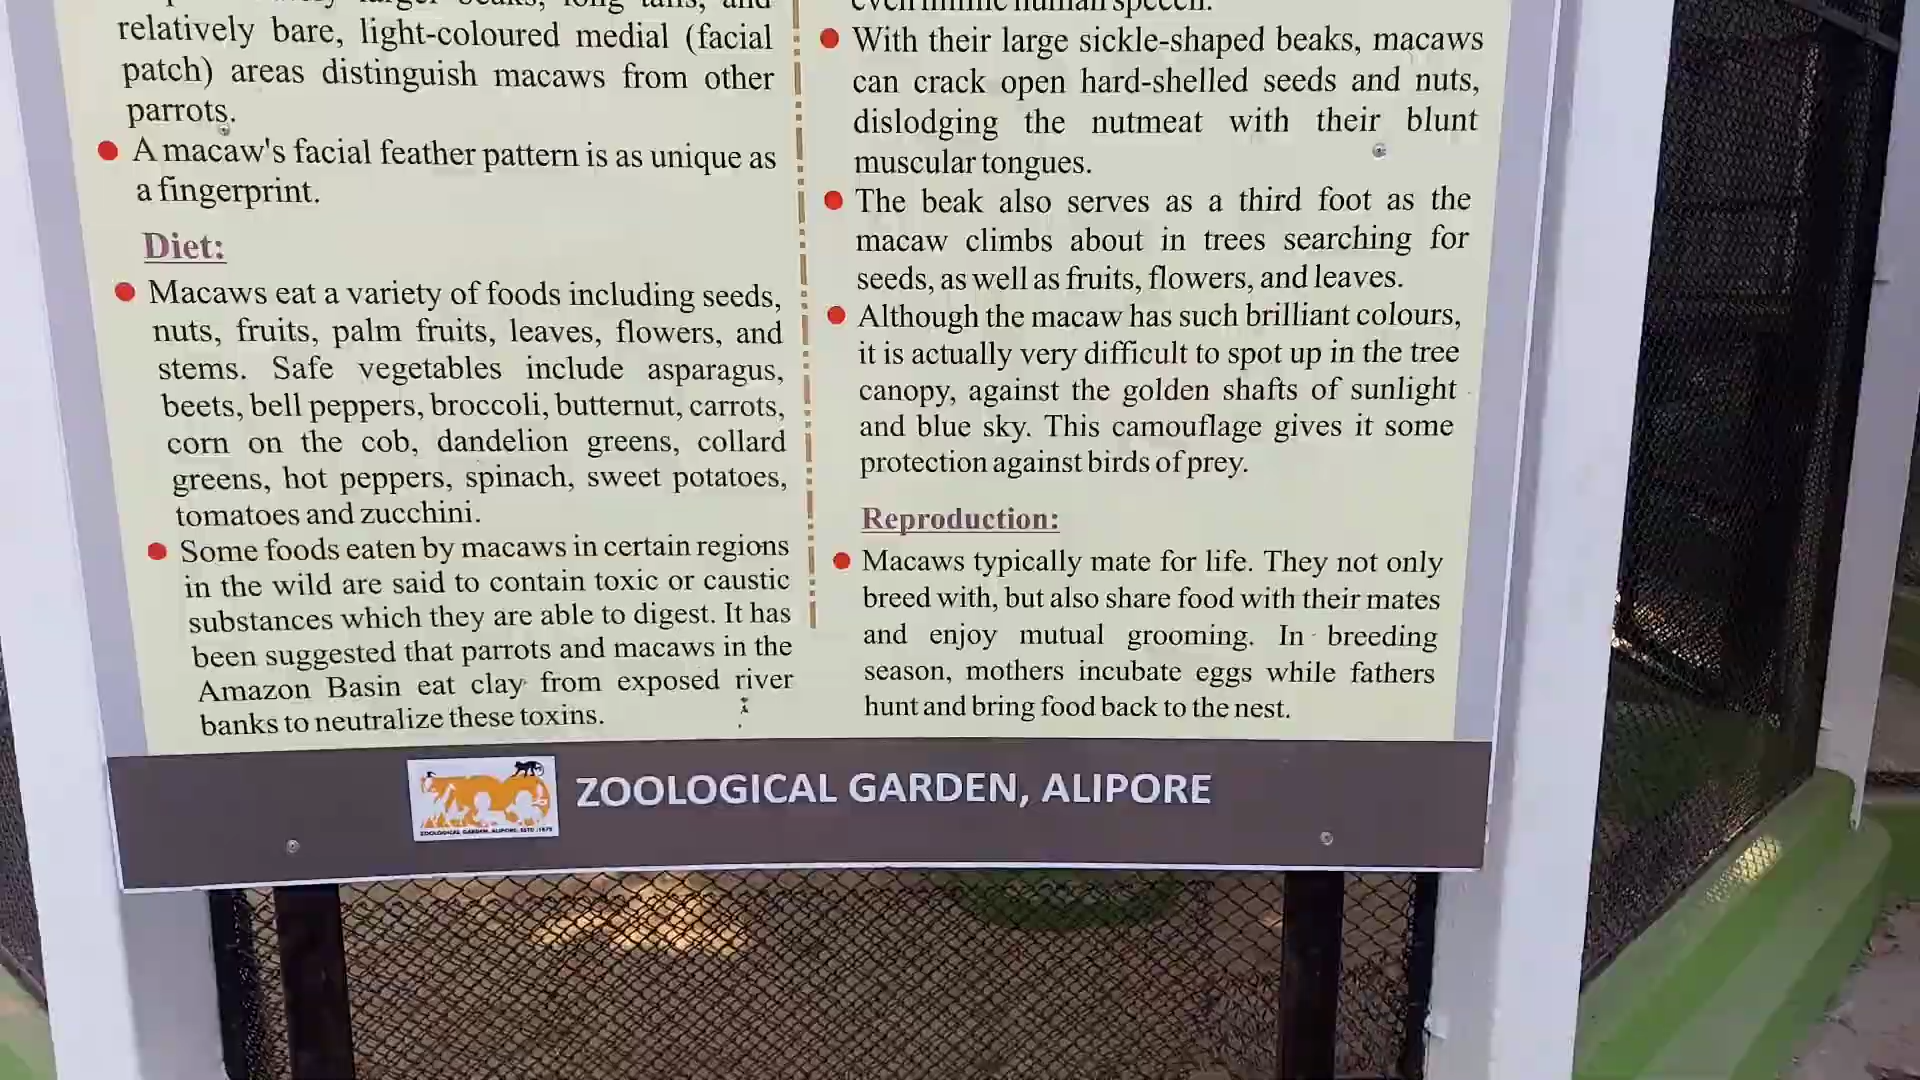 relatively bare, light-coloured medial (facial
patch) areas distinguish macaws from other
parrots.
A macaw's facial feather pattern is as unique as
a fingerprint.
Diet:
Macaws eat a variety of foods including seeds,
nuts, fruits, palm fruits, leaves, flowers, and
stems. Safe vegetables include asparagus,
beets, bell peppers, broccoli, butternut, carrots,
corn on the cob, dandelion greens, collard
greens, hot peppers, spinach, sweet potatoes,
tomatoes and zucchini.
Some foods eaten by macaws in certain regions
in the wild are said to contain toxic or caustic
substances which they are able to digest. It has
been suggested that parrots and macaws in the
Amazon Basin eat clay from exposed river
banks to neutralize these toxins.
even mimic human speech.
With their large sickle-shaped beaks, macaws
can crack open hard-shelled seeds and nuts,
dislodging the nutmeat with their blunt
muscular tongues.
The beak also serves as a third foot as the
macaw climbs about in trees searching for
seeds, as well as fruits, flowers, and leaves.
Although the macaw has such brilliant colours,
it is actually very difficult to spot up in the tree
canopy, against the golden shafts of sunlight
and blue sky. This camouflage gives it some
protection against birds of prey.
Reproduction:
Macaws typically mate for life. They not only
breed with, but also share food with their mates
and enjoy mutual grooming. In breeding
season, mothers incubate eggs while fathers
hunt and bring food back to the nest.
ZOOLOGICAL GARDEN, ALIPORE
ZOOLOGICAL GARDEN, ALIPORE, ESTD :1875